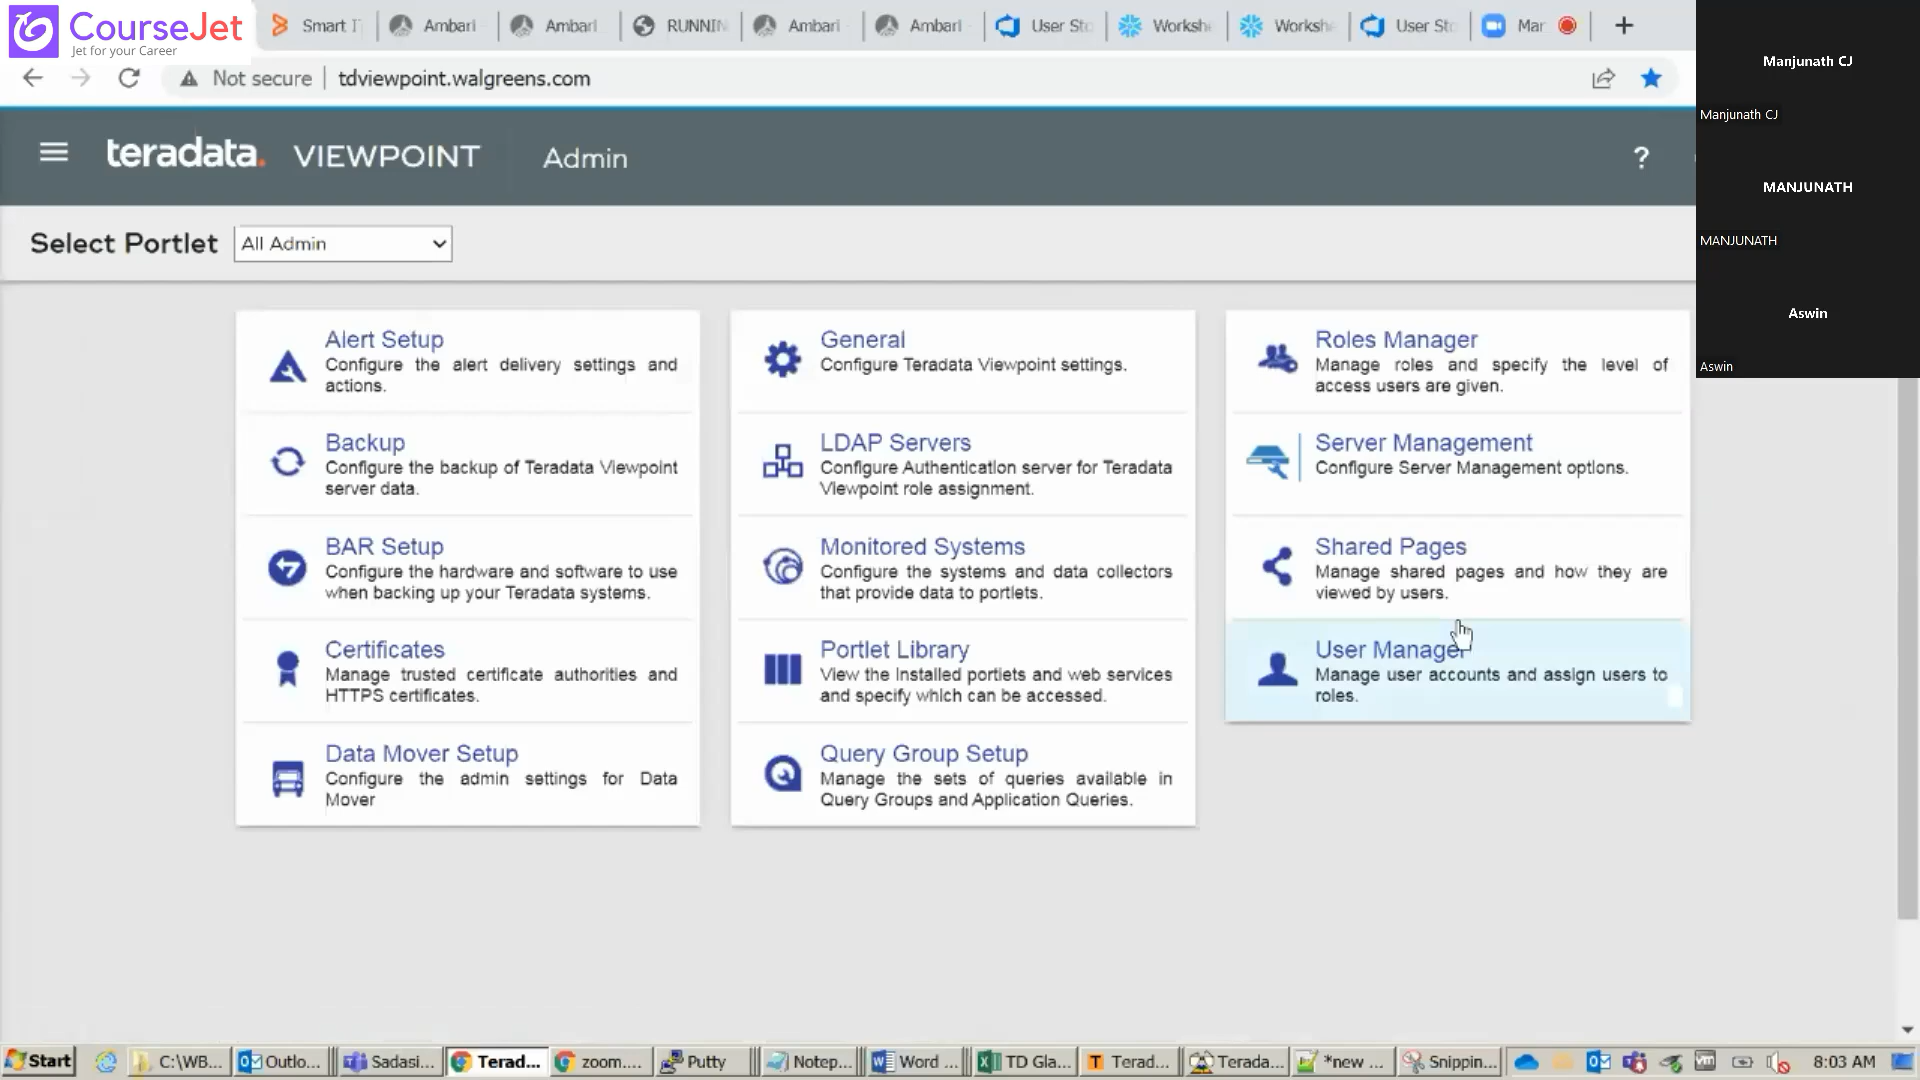 CourseJet
Jet for your Career
Smart I
Ambari
Ambari
RUNNIN
Ambari
Ambari
User Sto
Workshe
Workshe
User Sto
Mar
Not secure
tdviewpoint.walgreens.com
teradata. VIEWPOINT
Admin
?
Select Portlet
All Admin
Alert Setup
Configure the alert delivery settings and
actions.
Backup
Configure the backup of Teradata Viewpoint
server data.
BAR Setup
Configure the hardware and software to use
when backing up your Teradata systems.
Certificates
Manage trusted certificate authorities and
HTTPS certificates.
Data Mover Setup
Configure the admin settings for Data
Mover
General
Configure Teradata Viewpoint settings.
LDAP Servers
Configure Authentication server for Teradata
Viewpoint role assignment.
Monitored Systems
Configure the systems and data collectors
that provide data to portlets.
Portlet Library
View the installed portlets and web services
and specify which can be accessed.
Query Group Setup
Manage the sets of queries available in
Query Groups and Application Queries.
Roles Manager
Manage roles and specify the level of
access users are given.
Server Management
Configure Server Management options.
Shared Pages
Manage shared pages and how they are
viewed by users.
User Manager
Manage user accounts and assign users to
roles.
Manjunath CJ
Manjunath CJ
MANJUNATH
MANJUNATH
Aswin
Aswin
Start
C:\WB...
Outlo...
Sadasi...
Terad...
zoom....
Putty
Notep...
Word ...
TD Gla...
Terad...
Terada...
*new ...
Snippin...
8:03 AM